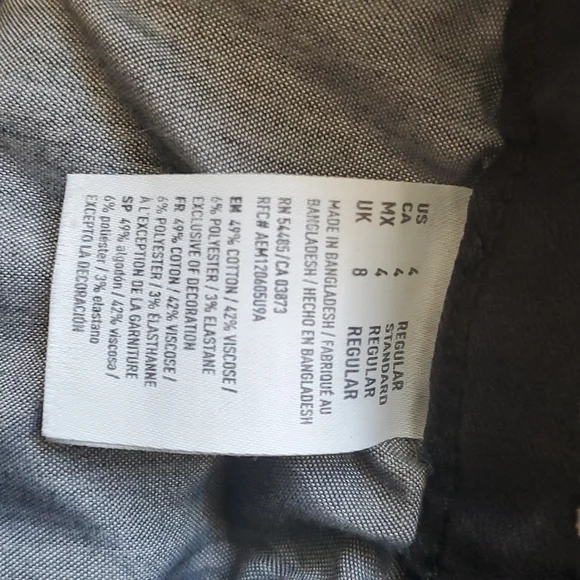 US 4 REGULAR
CA 4 STANDARD
MX 4 REGULAR
UK 8 REGULAR
MADE IN BANGLADESH / FABRIQUÉ AU
BANGLADESH / HECHO EN BANGLADESH
RN 54485/CA 03873
RFC# AEM120605U9A
EN 49% COTTON / 42% VISCOSE /
6% POLYESTER / 3% ELASTANE
EXCLUSIVE OF DECORATION
FR 49% COTON / 42% VISCOSE /
6% POLYESTER / 3% ÉLASTHANNE
À L'EXCEPTION DE LA GARNITURE
SP 49% algodón / 42% viscosa /
6% poliéster / 3% elastano
EXCEPTO LA DECORACIÓN